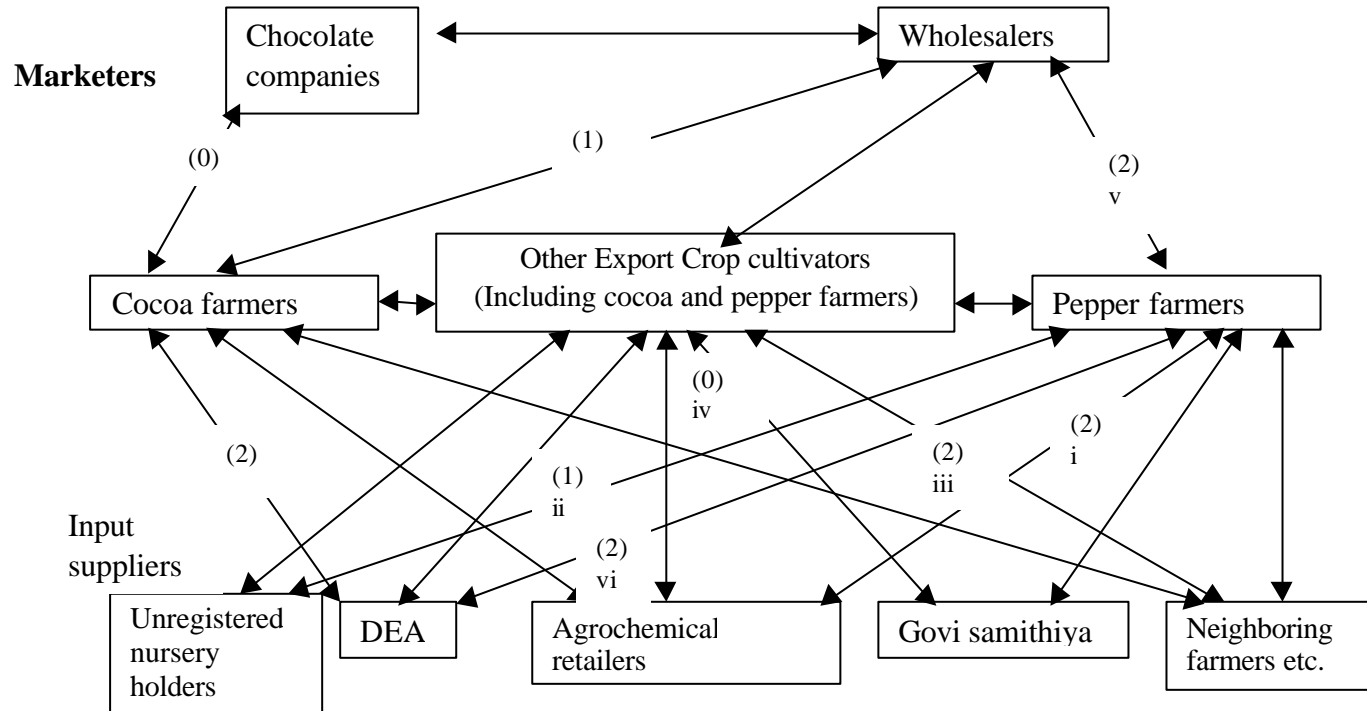 Chocolate
companies
Wholesalers
Marketers
(0)
(1)
(2)
v
Other Export Crop cultivators
(Including cocoa and pepper farmers)
Cocoa farmers
Pepper farmers
(0)
iv
(2)
(1)
ii
(2)
iii
(2)
i
Input
suppliers
(2)
vi
Unregistered
nursery
holders
DEA
Agrochemical
retailers
Govi samithiya
Neighboring
farmers etc.